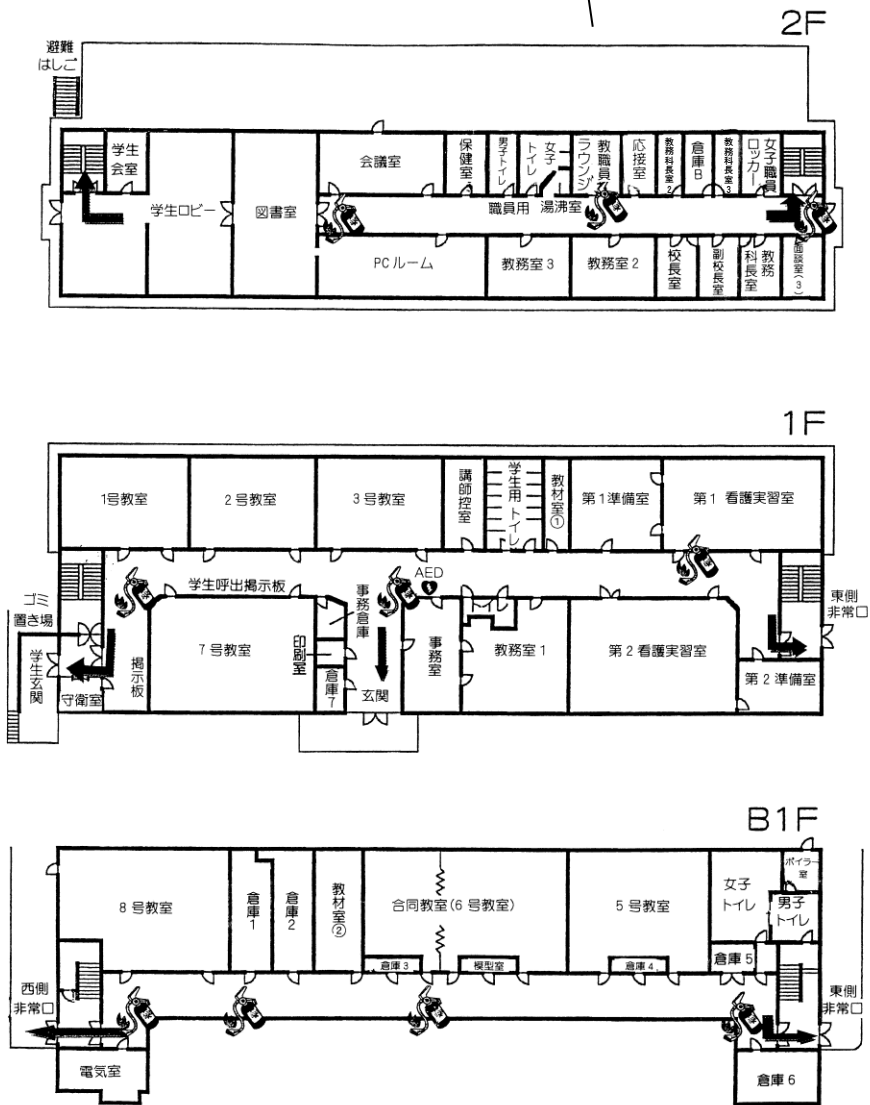 2F
避難
はしご
学生
会室
学生ロビー
図書室
会議室
保健室
男子トイレ
女子
トイレ
教職員
ラウンジ
応接室
教務科長室2
倉庫B
教務科長室3
女子職員
ロッカー
職員用
湯沸室
PCルーム
教務室3
教務室2
校長室
副校長室
教務
科長室
面談室(3)
1F
1号教室
2号教室
3号教室
講師控室
学生用トイレ
教材室①
第1準備室
第1 看護実習室
学生呼出掲示板
AED
事務倉庫
ゴミ
置き場
学生玄関
守衛室
掲示板
7号教室
印刷室
倉庫7
玄関
事務室
教務室1
第2看護実習室
第2準備室
東側
非常口
B1F
8号教室
倉庫1
倉庫2
教材室②
合同教室(6号教室)
5号教室
女子
トイレ
ボイラー
室
男子
トイレ
倉庫3
模型室
倉庫4
倉庫5
西側
非常口
東側
非常口
電気室
倉庫6